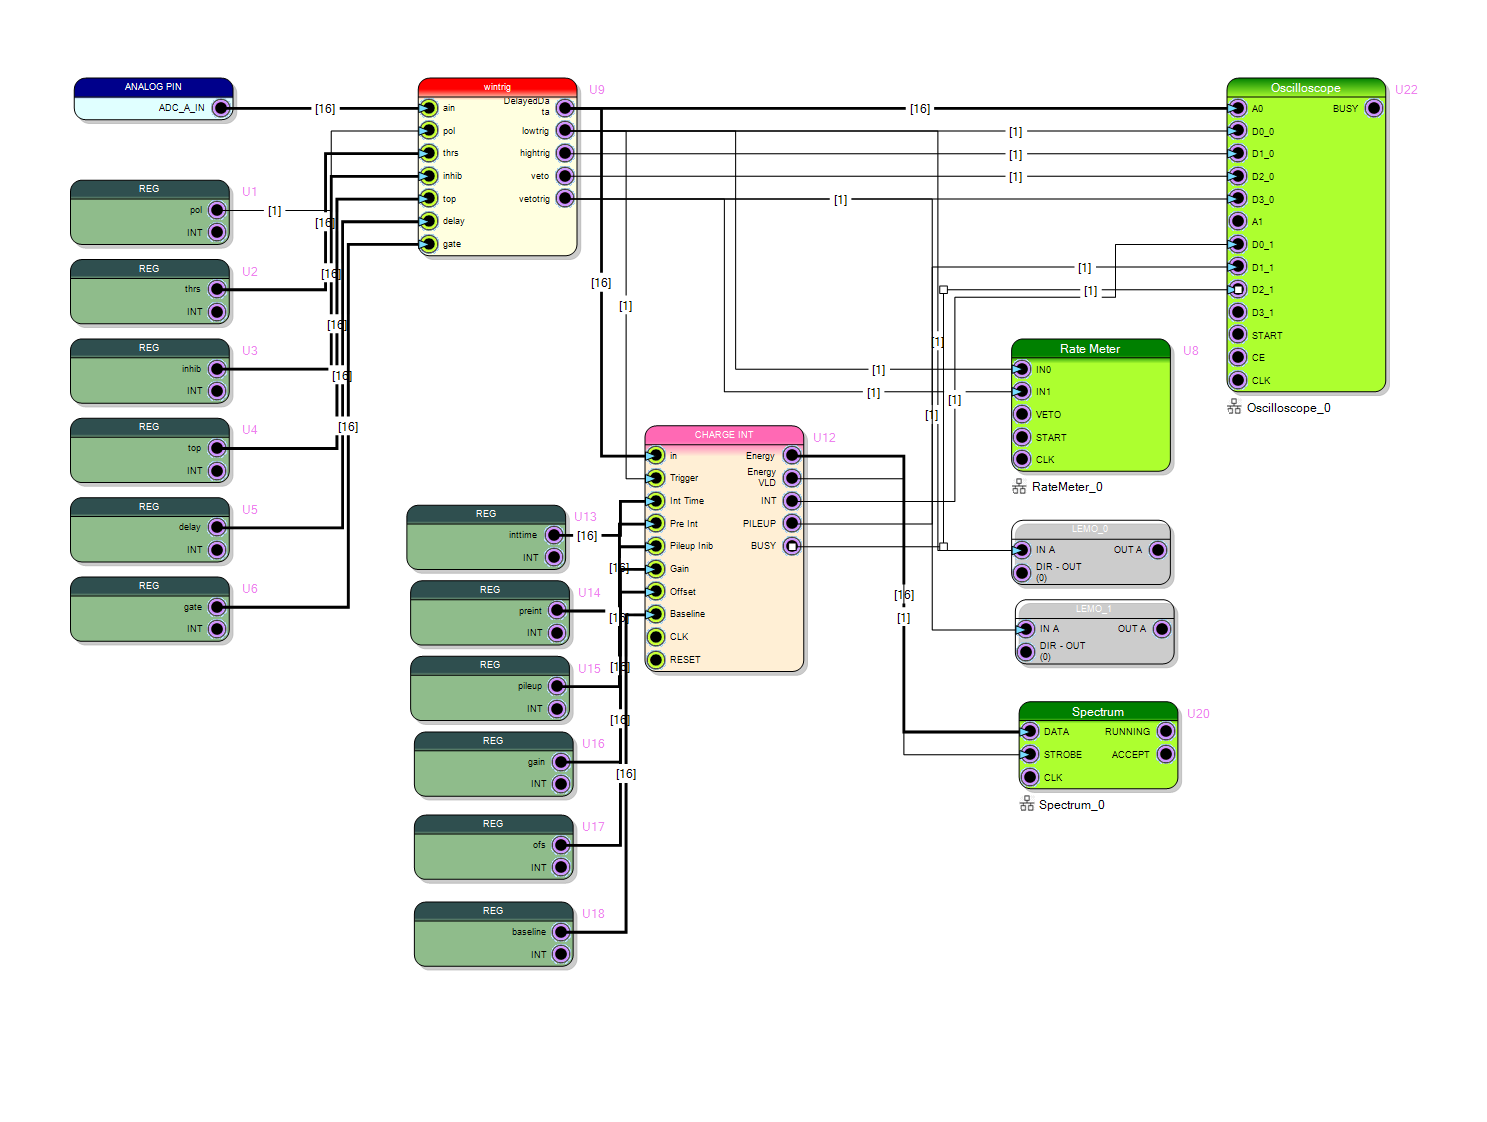 ANALOG PIN
ADC_A_IN
[16]
wintrig
U9
ain
pol
thrs
inhib
top
delay
gate
DelayedDa
ta
lowtrig
hightrig
veto
vetotrig
[16]
[1]
[1]
[1]
[1]
Oscilloscope
U22
A0
BUSY
D0_0
D1_0
D2_0
D3_0
A1
D0_1
D1_1
D2_1
D3_1
START
CE
CLK
Oscilloscope_0
REG
U1
pol
INT
[1]
[16]
REG
U2
thrs
INT
[16]
REG
U3
inhib
INT
[16]
[16]
REG
U4
top
INT
[16]
REG
U5
delay
INT
REG
U6
gate
INT
[16]
[1]
[1]
[1]
[1]
[1]
[1]
[1]
[1]
Rate Meter
U8
IN0
IN1
VETO
START
CLK
RateMeter_0
CHARGE INT
U12
in
Trigger
Int Time
Pre Int
Pileup Inib
Gain
Offset
Baseline
CLK
RESET
Energy
Energy
VLD
INT
PILEUP
BUSY
REG
U13
inttime
INT
[16]
[16]
REG
U14
preint
INT
[16]
REG
U15
pileup
INT
[16]
REG
U16
gain
INT
[16]
REG
U17
ofs
INT
[16]
REG
U18
baseline
INT
[16]
[1]
LEMO_0
IN A
OUT A
DIR - OUT
(0)
LEMO_1
IN A
OUT A
DIR - OUT
(0)
Spectrum
U20
DATA
RUNNING
STROBE
ACCEPT
CLK
Spectrum_0